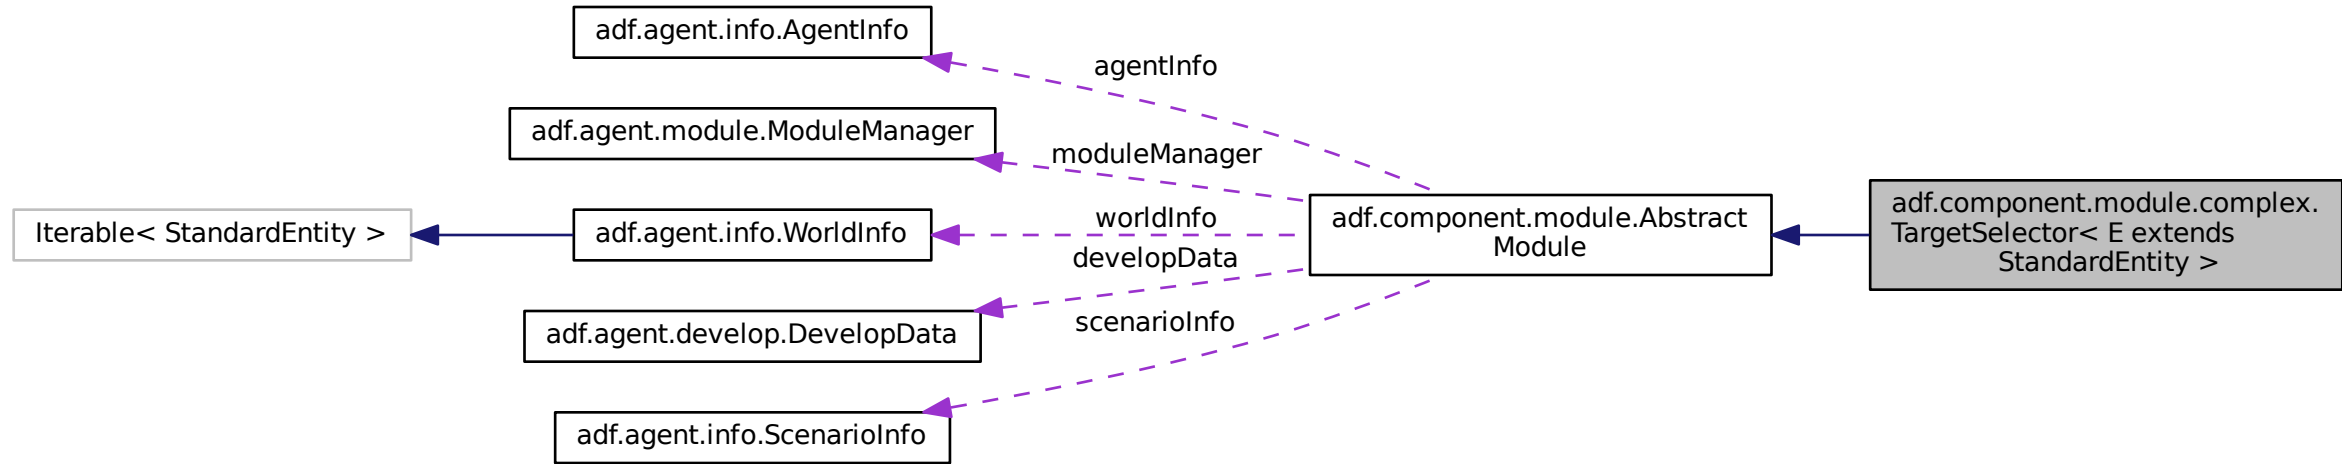 adf.agent.info.AgentInfo
agentInfo
adf.agent.module.ModuleManager
moduleManager
Iterable< StandardEntity >
adf.agent.info.WorldInfo
worldInfo
adf.component.module.Abstract
Module
adf.component.module.complex.
TargetSelector< E extends
StandardEntity >
developData
adf.agent.develop.DevelopData
scenarioInfo
adf.agent.info.ScenarioInfo